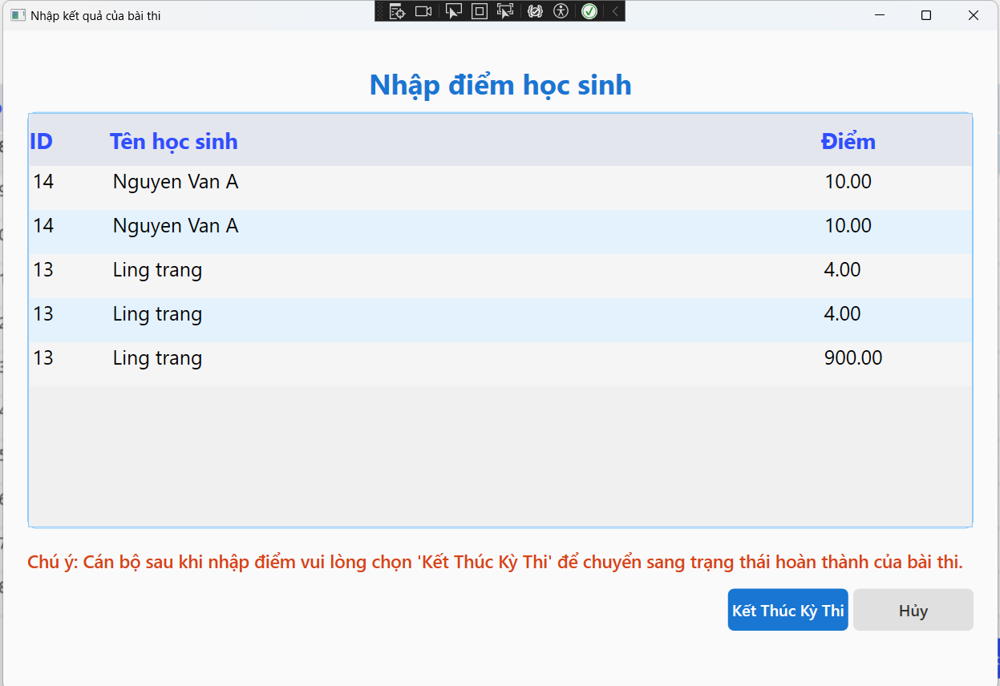 Nhập kết quả của bài thi
Nhập điểm học sinh
ID Tên học sinh Điểm
14 Nguyen Van A 10.00
14 Nguyen Van A 10.00
13 Ling trang 4.00
13 Ling trang 4.00
13 Ling trang 900.00
Chú ý: Cán bộ sau khi nhập điểm vui lòng chọn 'Kết Thúc Kỳ Thi' để chuyển sang trạng thái hoàn thành của bài thi.
Kết Thúc Kỳ Thi Hủy